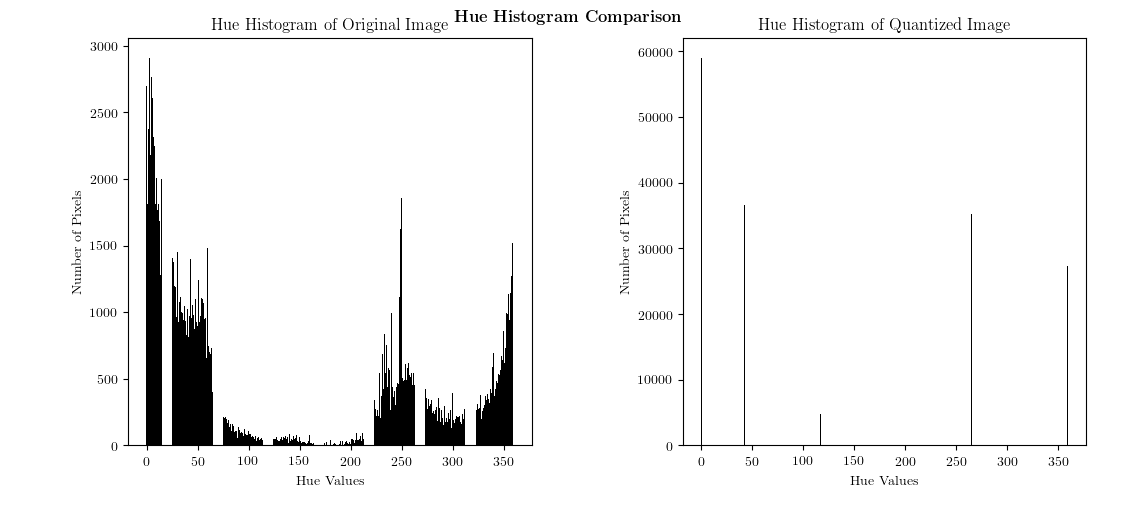 Hue Histogram Comparison
Hue Histogram of Original Image
3000
2500
2000
1500
1000
500
0
Number of Pixels
0 50 100 150 200 250 300 350
Hue Values
Hue Histogram of Quantized Image
60000
50000
40000
30000
20000
10000
0
Number of Pixels
0 50 100 150 200 250 300 350
Hue Values